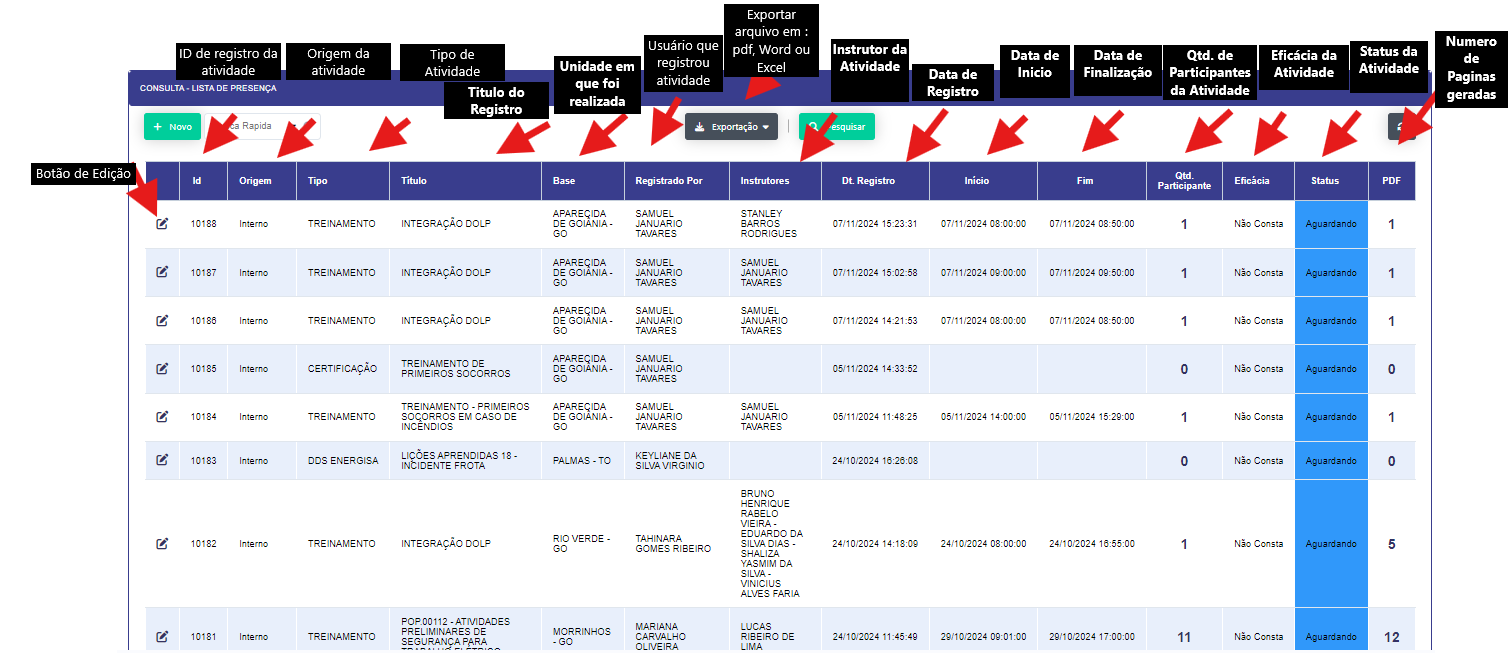 Exportar
arquivo em :
pdf, Word ou
Excel
ID de registro da
atividade
Origem da
atividade
Tipo de
Atividade
Titulo do
Registro
Unidade em
que foi
realizada
Usuário que
registrou
atividade
Instrutor da
Atividade
Data de
Registro
Data de
Inicio
Data de
Finalização
Qtd. de
Participantes
da Atividade
Eficácia da
Atividade
Status da
Atividade
Numero
de
Paginas
geradas
CONSULTA - LISTA DE PRESENÇA
+ Novo
Rapida
Exportação
Botão de Edição
Id Origem Tipo Título Base Registrado Por Instrutores Dt. Registro Início Fim Qtd. Participante Eficácia Status PDF
10188 Interno TREINAMENTO INTEGRAÇÃO DOLP APARECIDA DE GOIÂNIA - GO SAMUEL JANUARIO TAVARES STANLEY BARROS RODRIGUES 07/11/2024 15:23:31 07/11/2024 08:00:00 07/11/2024 08:50:00 1 Não Consta Aguardando 1
10187 Interno TREINAMENTO INTEGRAÇÃO DOLP APARECIDA DE GOIÂNIA - GO SAMUEL JANUARIO TAVARES SAMUEL JANUARIO TAVARES 07/11/2024 15:02:58 07/11/2024 09:00:00 07/11/2024 09:50:00 1 Não Consta Aguardando 1
10186 Interno TREINAMENTO INTEGRAÇÃO DOLP APARECIDA DE GOIÂNIA - GO SAMUEL JANUARIO TAVARES SAMUEL JANUARIO TAVARES 07/11/2024 14:21:53 07/11/2024 08:00:00 07/11/2024 08:50:00 1 Não Consta Aguardando 1
10185 Interno CERTIFICAÇÃO TREINAMENTO DE PRIMEIROS SOCORROS APARECIDA DE GOIÂNIA - GO SAMUEL JANUARIO TAVARES 05/11/2024 14:33:52 0 Não Consta Aguardando 0
10184 Interno TREINAMENTO TREINAMENTO - PRIMEIROS SOCORROS EM CASO DE INCÊNDIOS APARECIDA DE GOIÂNIA - GO SAMUEL JANUARIO TAVARES SAMUEL JANUARIO TAVARES 05/11/2024 11:48:25 05/11/2024 14:00:00 05/11/2024 15:29:00 1 Não Consta Aguardando 1
10183 Interno DDS ENERGISA LIÇÕES APRENDIDAS 18 - INCIDENTE FROTA PALMAS - TO KEYLIANE DA SILVA VIRGINIO 24/10/2024 16:26:08 0 Não Consta Aguardando 0
10182 Interno TREINAMENTO INTEGRAÇÃO DOLP RIO VERDE - GO TAHINARA GOMES RIBEIRO BRUNO HENRIQUE RABELO VIEIRA - EDUARDO DA SILVA DIAS - SHALIZA YASMIM DA SILVA - VINICIUS ALVES FARIA 24/10/2024 14:18:09 24/10/2024 08:00:00 24/10/2024 16:55:00 1 Não Consta Aguardando 5
10181 Interno TREINAMENTO POP.00112 - ATIVIDADES PRELIMINARES DE SEGURANÇA PARA TRABALHO ELÉTRICO MORRINHOS - GO MARIANA CARVALHO OLIVEIRA LUCAS RIBEIRO DE LIMA 24/10/2024 11:45:49 29/10/2024 09:01:00 29/10/2024 17:00:00 11 Não Consta Aguardando 12